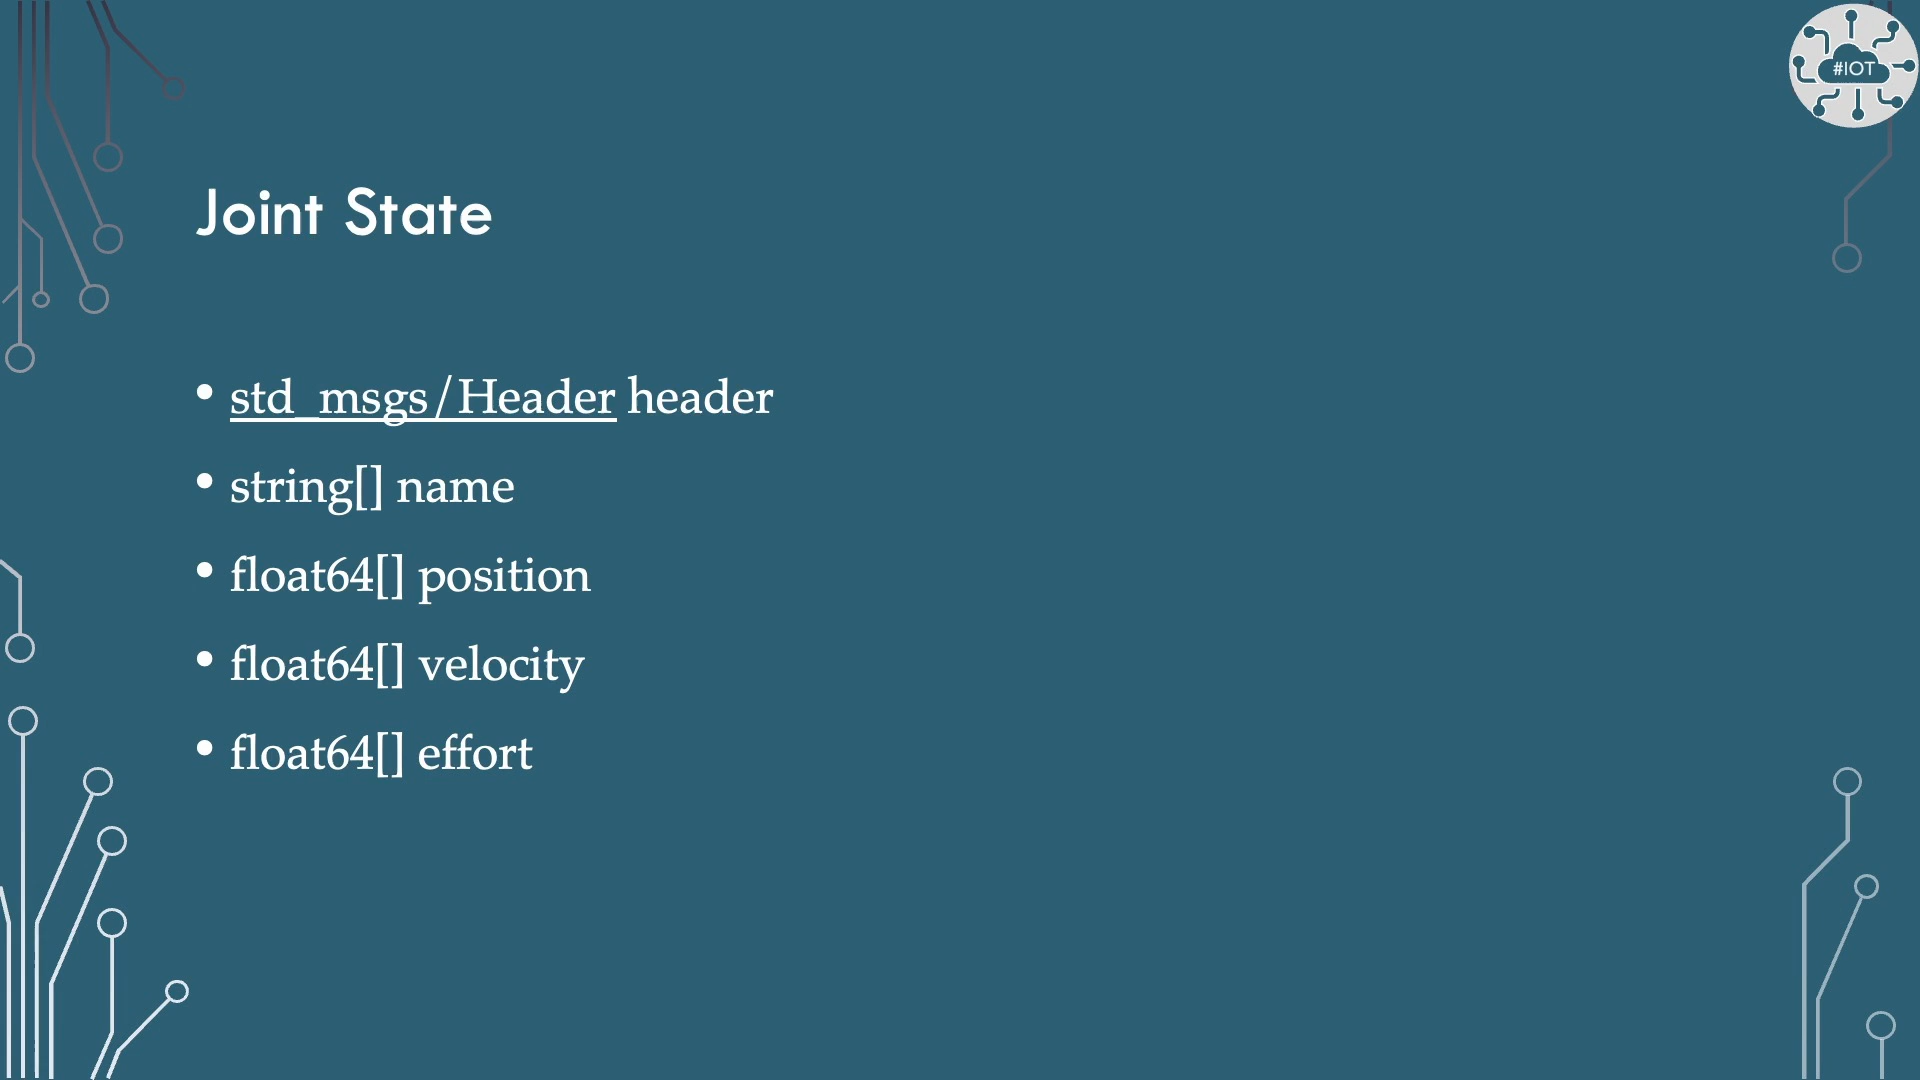 #IOT
Joint State
• std_msgs/Header header
• string[] name
• float64[] position
• float64[] velocity
• float64[] effort